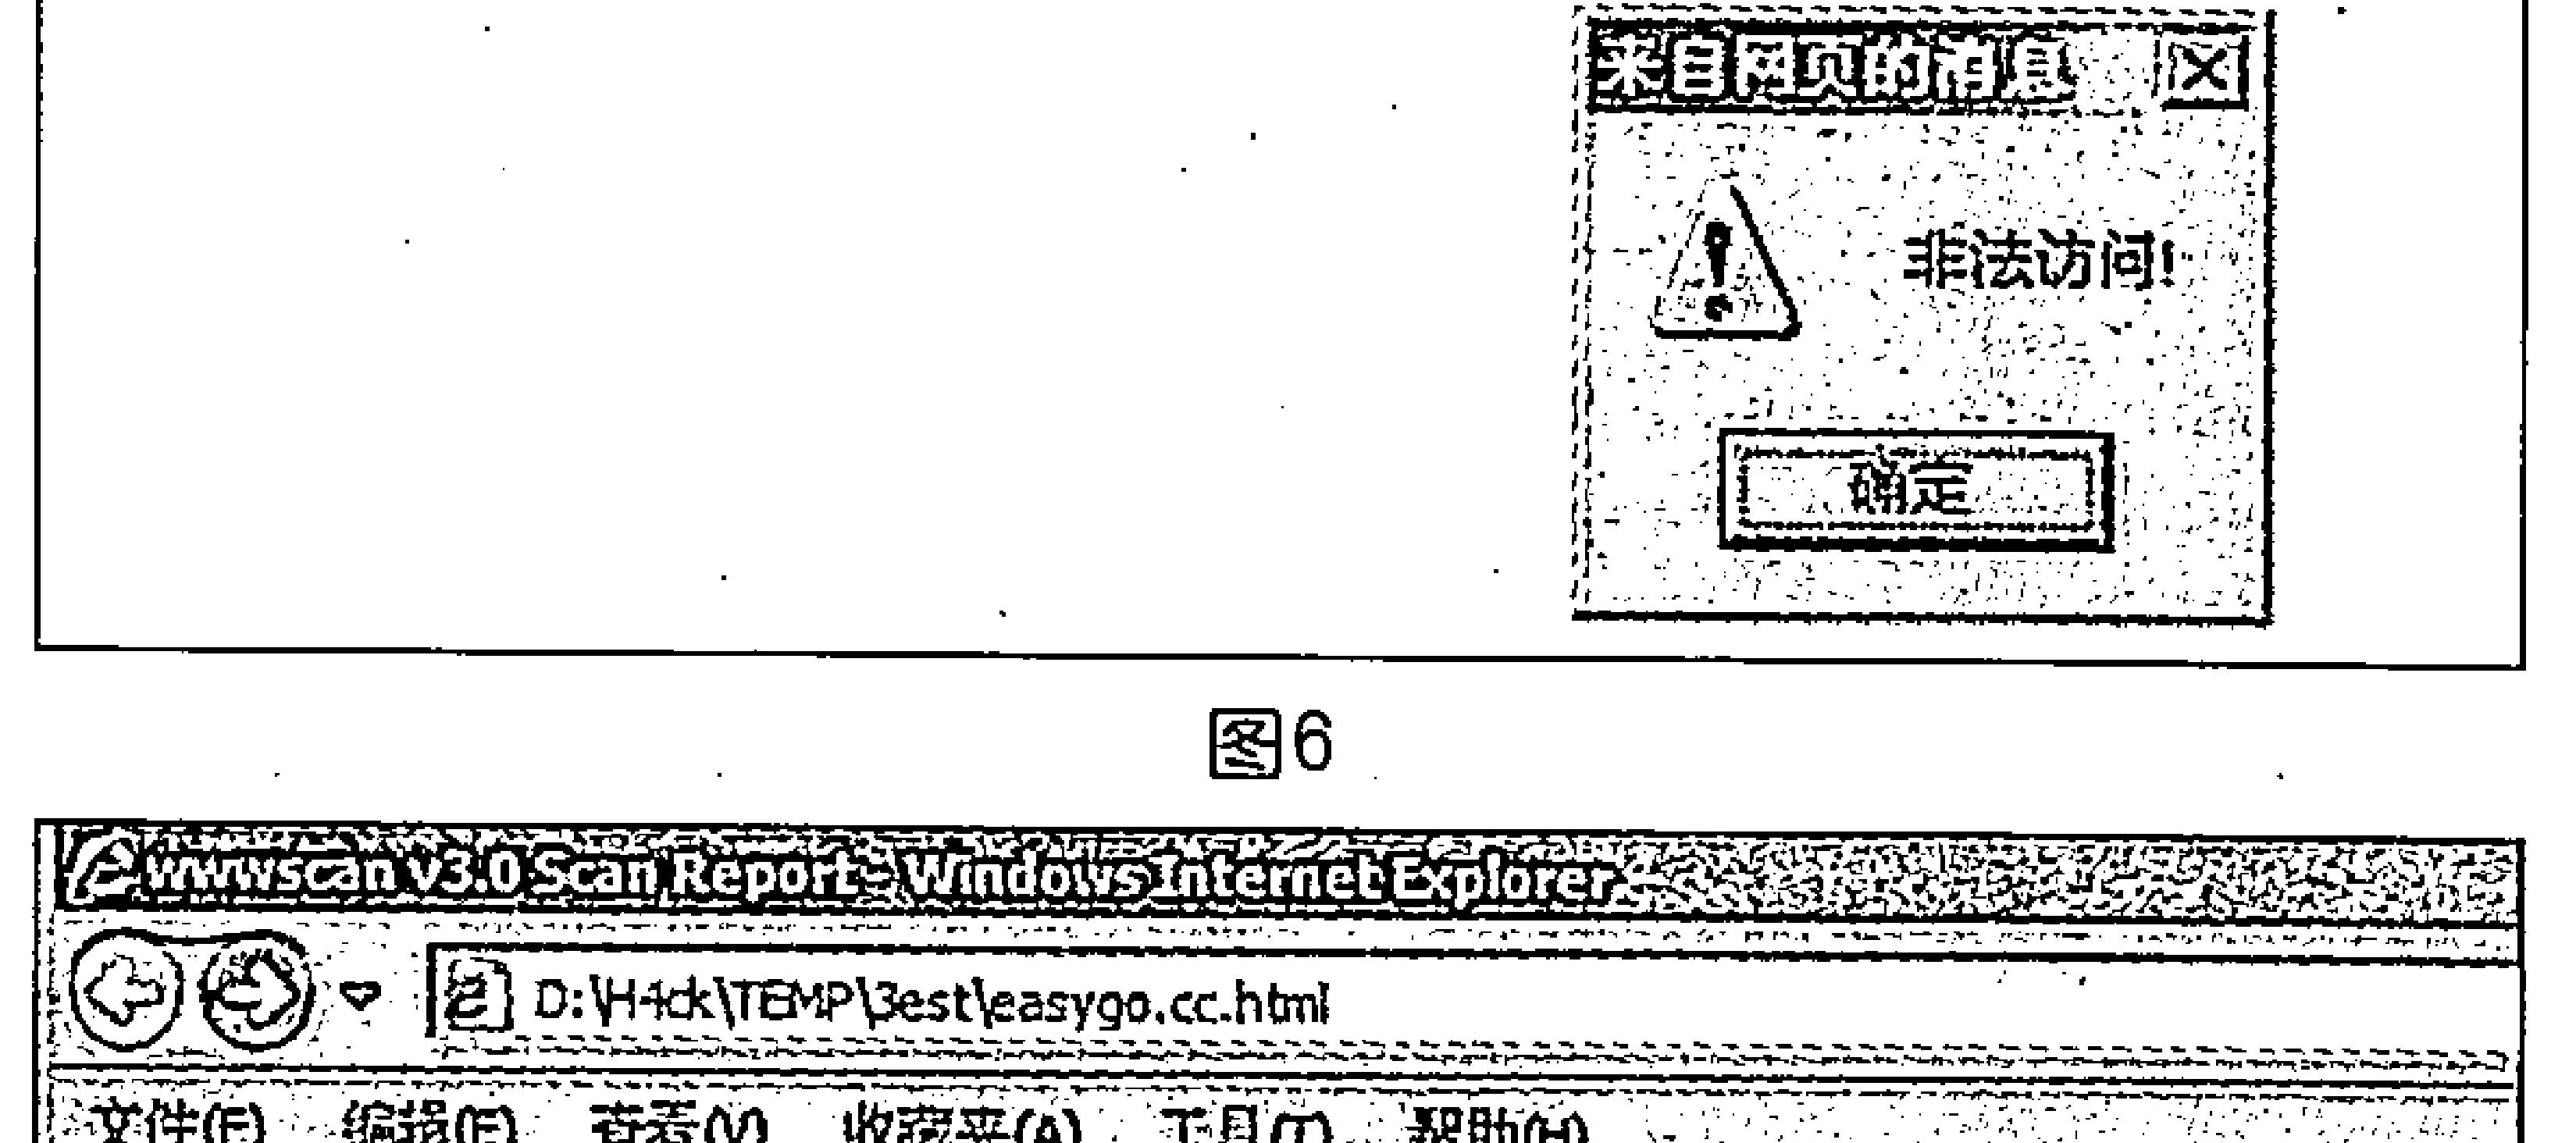 来自网页的消息
非法访问!
确定
图6
wwwscan v3.0 Scan Report - Windows Internet Explorer
D:\H4ck\TEMP\3est\easygo.cc.html
文件(F) 编辑(E) 查看(V) 收藏夹(A) 工具(T) 帮助(H)